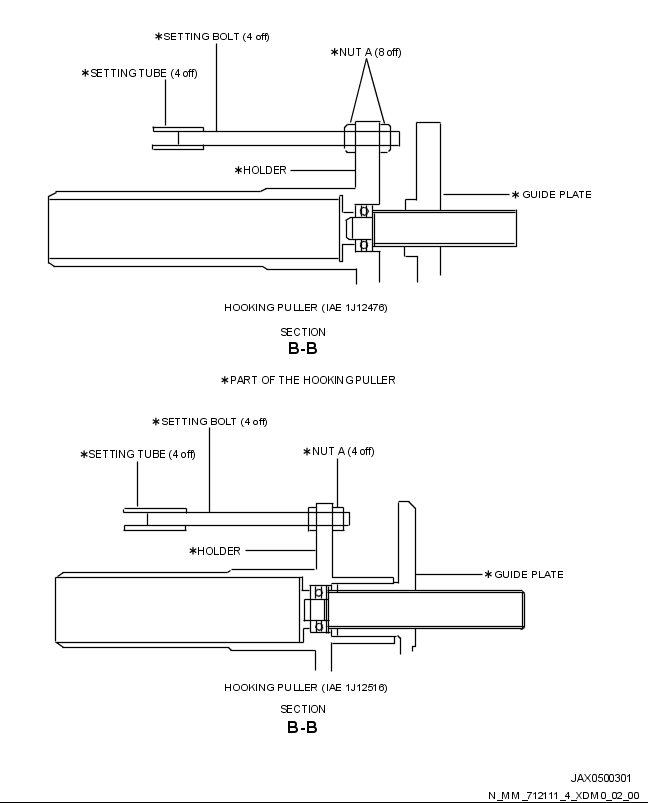 ∗SETTING BOLT (4 off)
∗NUT A (8 off)
∗SETTING TUBE (4 off)
∗HOLDER
∗ GUIDE PLATE
HOOKING PULLER (IAE 1J12476)
SECTION
B-B
∗PART OF THE HOOKING PULLER
∗SETTING BOLT (4 off)
∗SETTING TUBE (4 off)
∗NUT A (4 off)
∗HOLDER
∗ GUIDE PLATE
HOOKING PULLER (IAE 1J12516)
SECTION
B-B
JAX0500301
N_MM_712111_4_XDM0_02_00